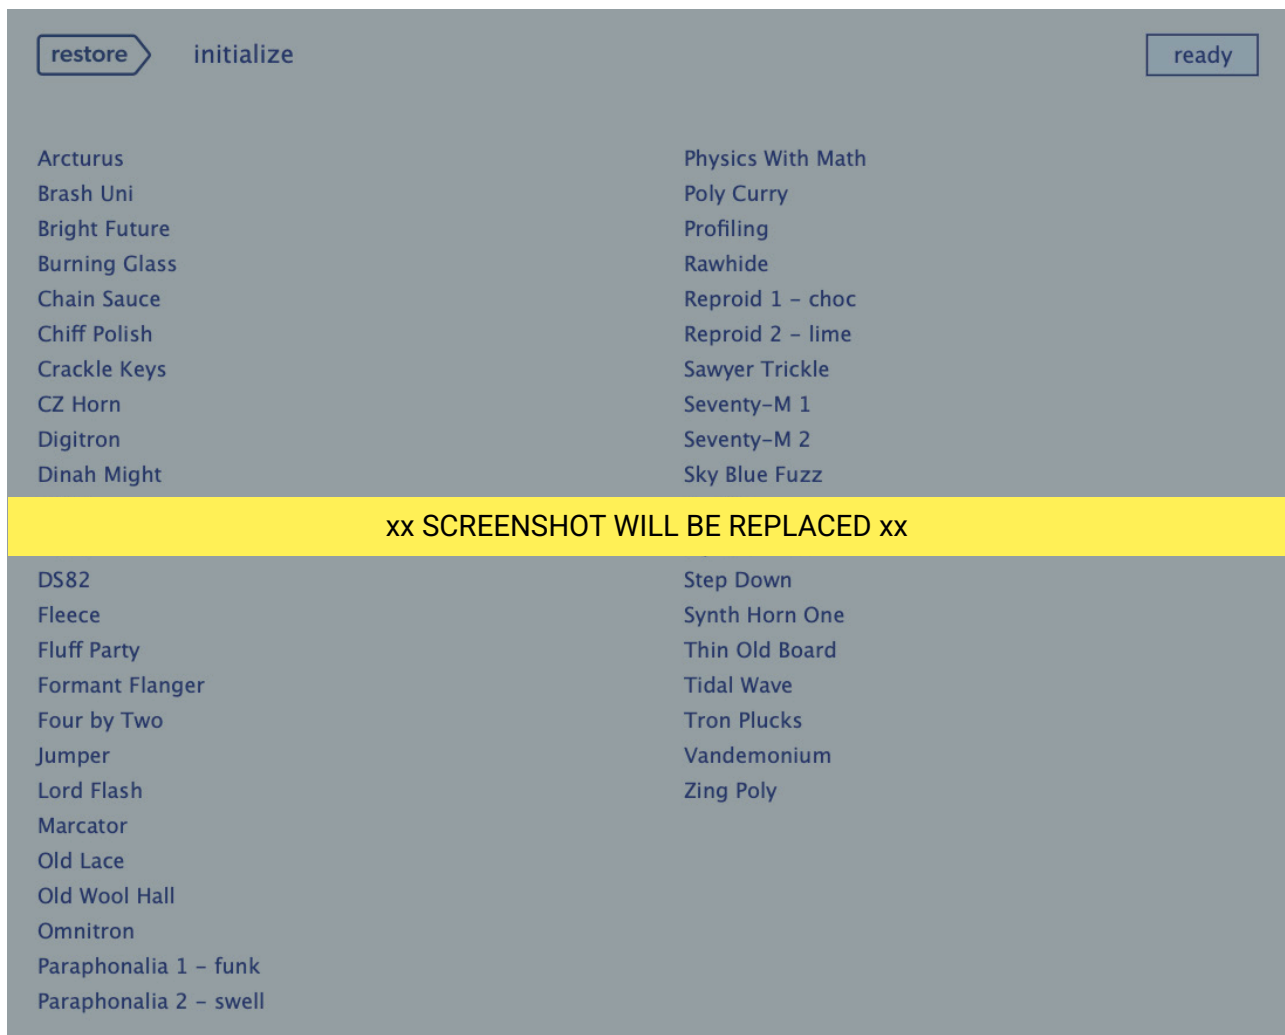 restore initialize ready
Arcturus
Brash Uni
Bright Future
Burning Glass
Chain Sauce
Chiff Polish
Crackle Keys
CZ Horn
Digitron
Dinah Might
Physics With Math
Poly Curry
Profiling
Rawhide
Reproid 1 – choc
Reproid 2 – lime
Sawyer Trickle
Seventy–M 1
Seventy–M 2
Sky Blue Fuzz
xx SCREENSHOT WILL BE REPLACED xx
DS82
Fleece
Fluff Party
Formant Flanger
Four by Two
Jumper
Lord Flash
Marcator
Old Lace
Old Wool Hall
Omnitron
Paraphonalia 1 – funk
Paraphonalia 2 – swell
Step Down
Synth Horn One
Thin Old Board
Tidal Wave
Tron Plucks
Vandemonium
Zing Poly